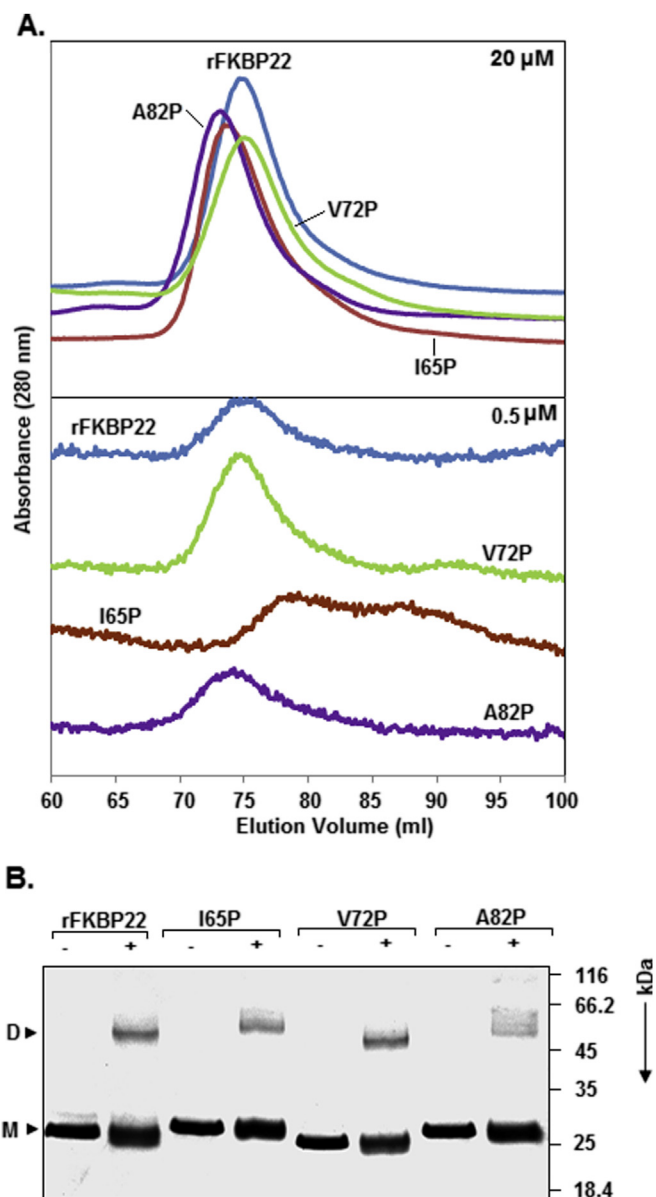 A.
rFKBP22
20 µM
A82P
V72P
I65P
Absorbance (280 nm)
rFKBP22
0.5 µM
V72P
I65P
A82P
60 65 70 75 80 85 90 95 100
Elution Volume (ml)
B.
rFKBP22 I65P V72P A82P
- + - + - + - +
116
66.2
D
45
35
M
25
18.4
kDa